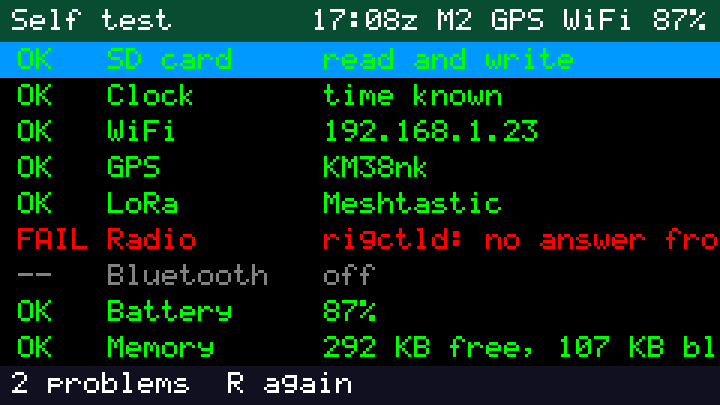 Self test 17:08z M2 GPS WiFi 87%
OK SD card read and write
OK Clock time known
OK WiFi 192.168.1.23
OK GPS KM38nk
OK LoRa Meshtastic
FAIL Radio rigctld: no answer fro
-- Bluetooth off
OK Battery 87%
OK Memory 292 KB free, 107 KB bl
2 problems R again